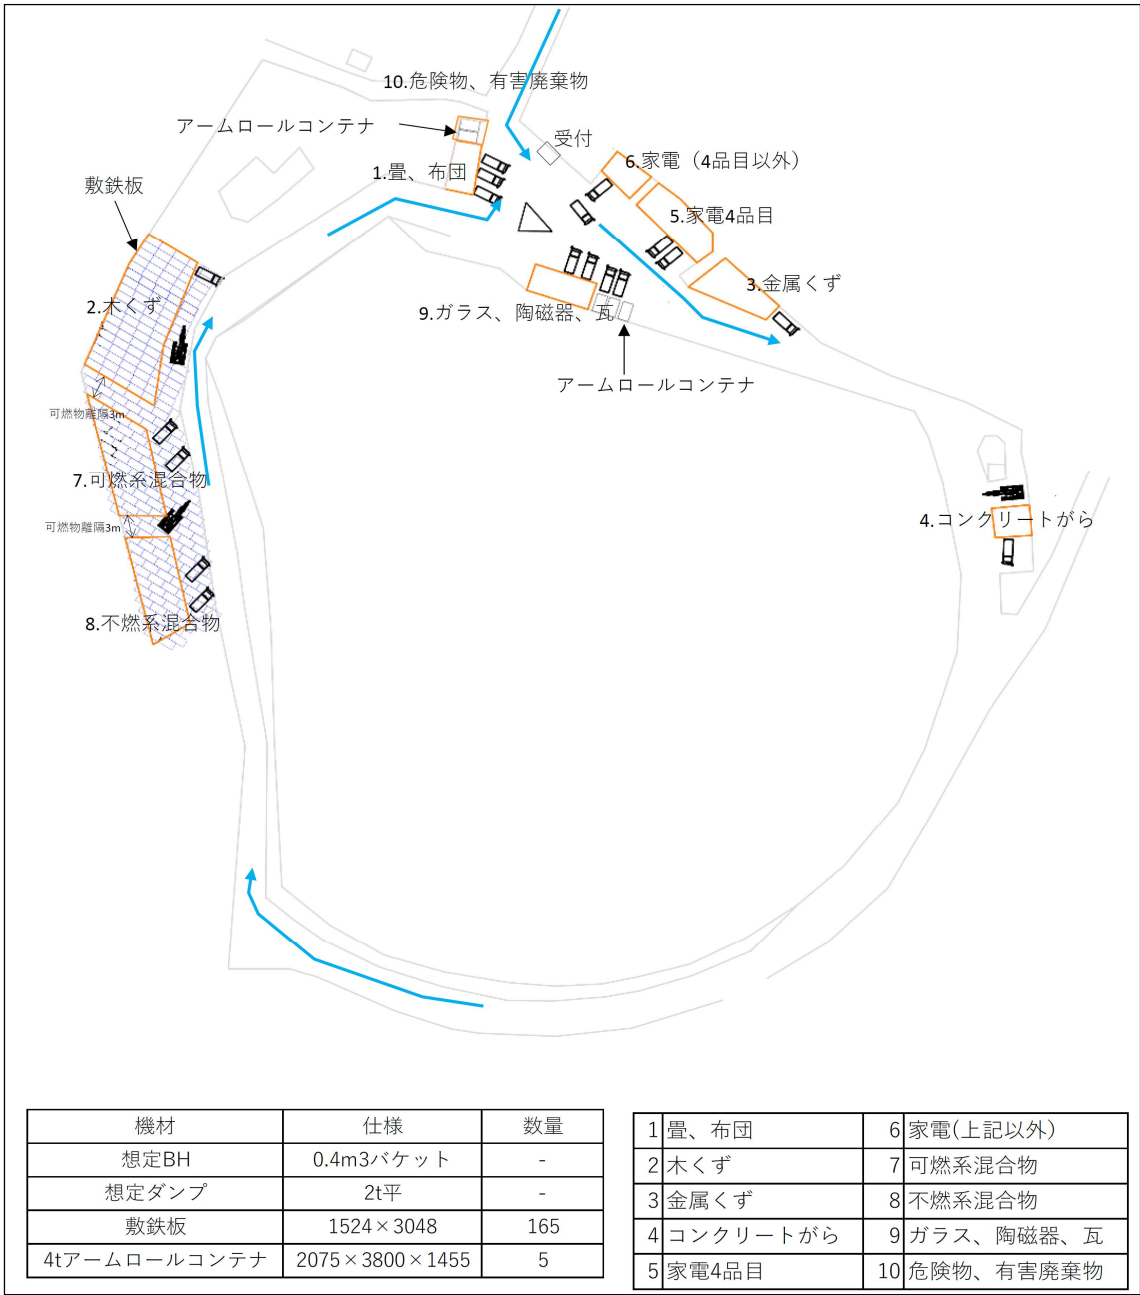 10.危険物、有害廃棄物
アームロールコンテナ
受付
6.家電（4品目以外）
1.畳、布団
敷鉄板
5.家電4品目
3.金属くず
2.木くず
9.ガラス、陶磁器、瓦
アームロールコンテナ
可燃物離隔3m
7.可燃系混合物
4.コンクリートがら
可燃物離隔3m
8.不燃系混合物
機材 仕様 数量
想定BH 0.4m3バケット -
想定ダンプ 2t平 -
敷鉄板 1524×3048 165
4tアームロールコンテナ 2075×3800×1455 5
1 畳、布団 6 家電(上記以外)
2 木くず 7 可燃系混合物
3 金属くず 8 不燃系混合物
4 コンクリートがら 9 ガラス、陶磁器、瓦
5 家電4品目 10 危険物、有害廃棄物